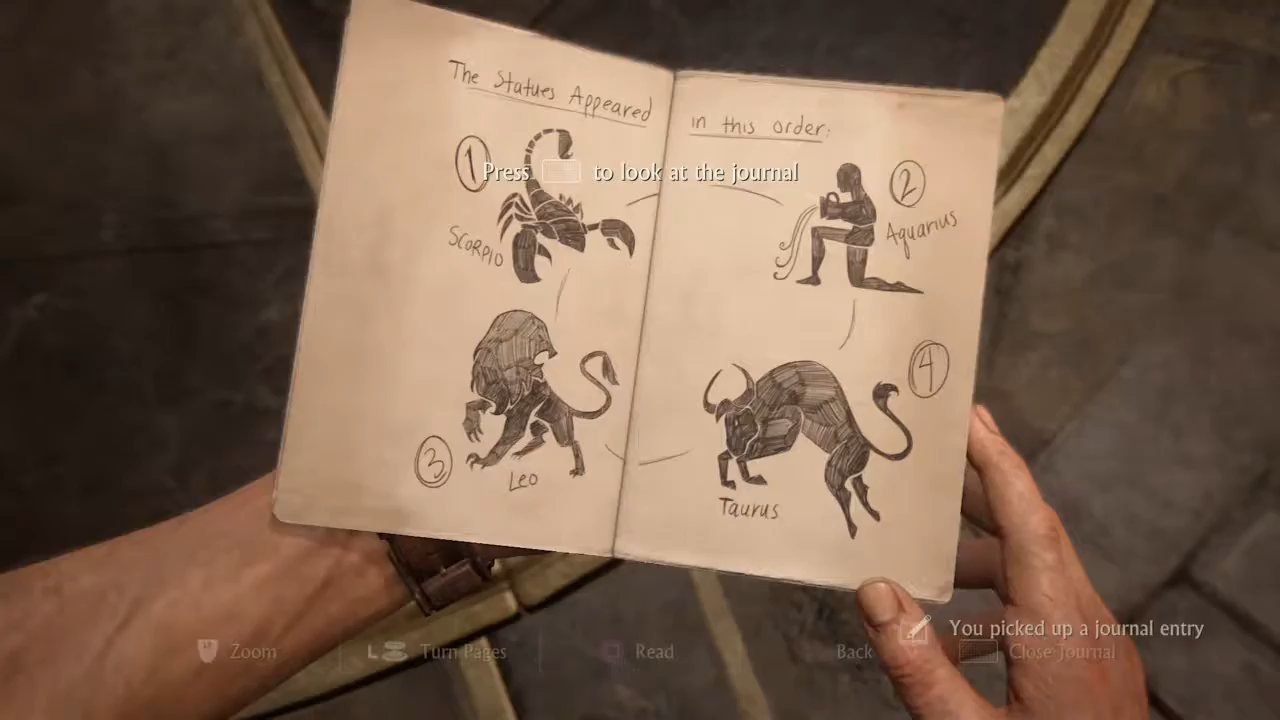 The Statues Appeared
in this order:
1
Press to look at the journal
2
SCORPIO
Aquarius
4
3
Leo
Taurus
You picked up a journal entry
Zoom
L Turn Pages
Read
Back
Close Journal